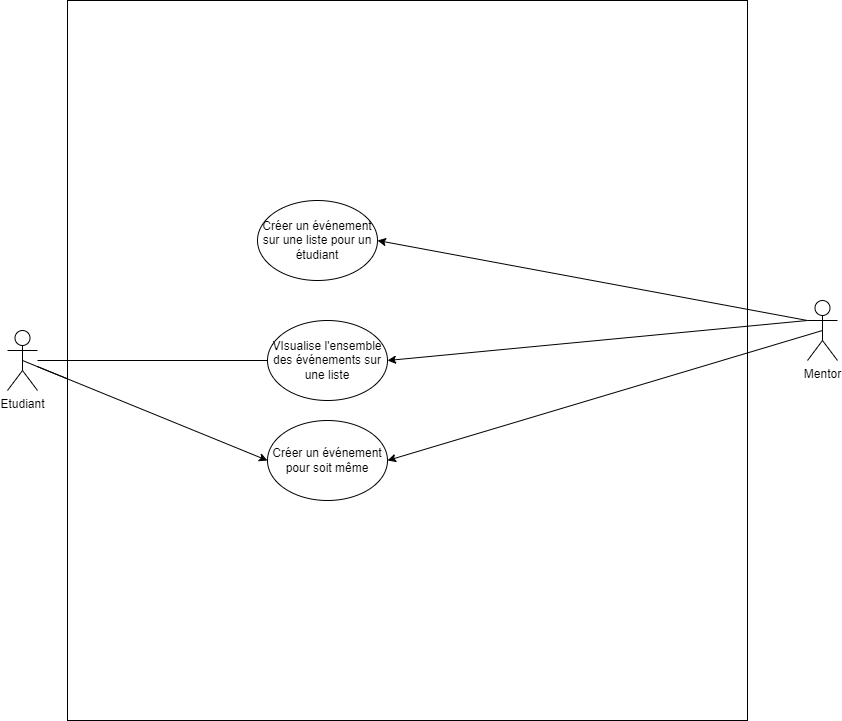 Créer un événement
sur une liste pour un
étudiant
VIsualise l'ensemble
des événements sur
une liste
Mentor
Etudiant
Créer un événement
pour soit même